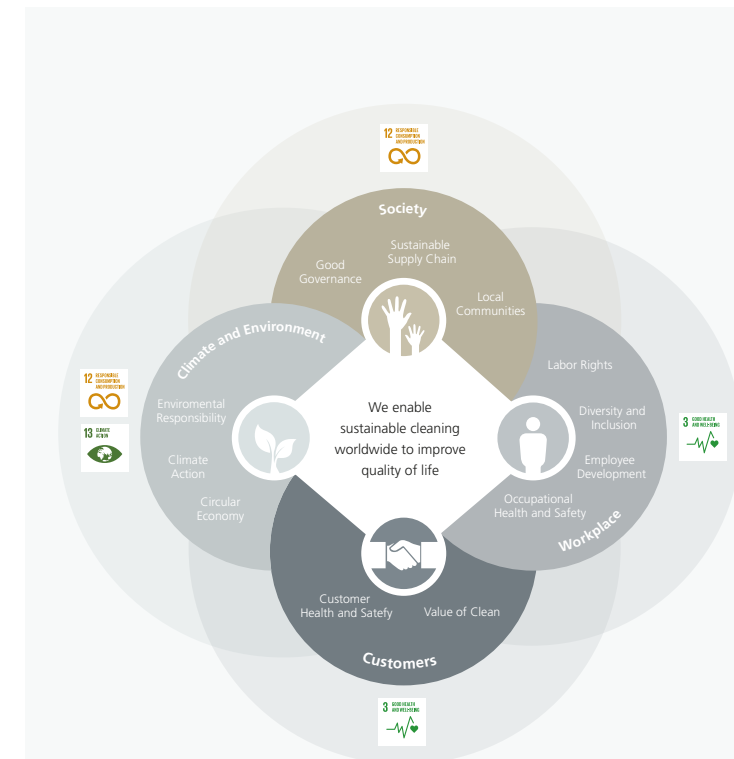 12 RESPONSIBLE
CONSUMPTION
AND PRODUCTION
Society
Sustainable
Supply Chain
Good
Governance
Local
Communities
Climate and Environment
Enviromental
Responsibility
Climate
Action
Circular
Economy
12 RESPONSIBLE
CONSUMPTION
AND PRODUCTION
13 CLIMATE
ACTION
We enable
sustainable cleaning
worldwide to improve
quality of life
Labor Rights
Diversity and
Inclusion
Employee
Development
Occupational
Health and Safety
Workplace
3 GOOD HEALTH
AND WELL-BEING
Customer
Health and Satefy
Value of Clean
Customers
3 GOOD HEALTH
AND WELL-BEING